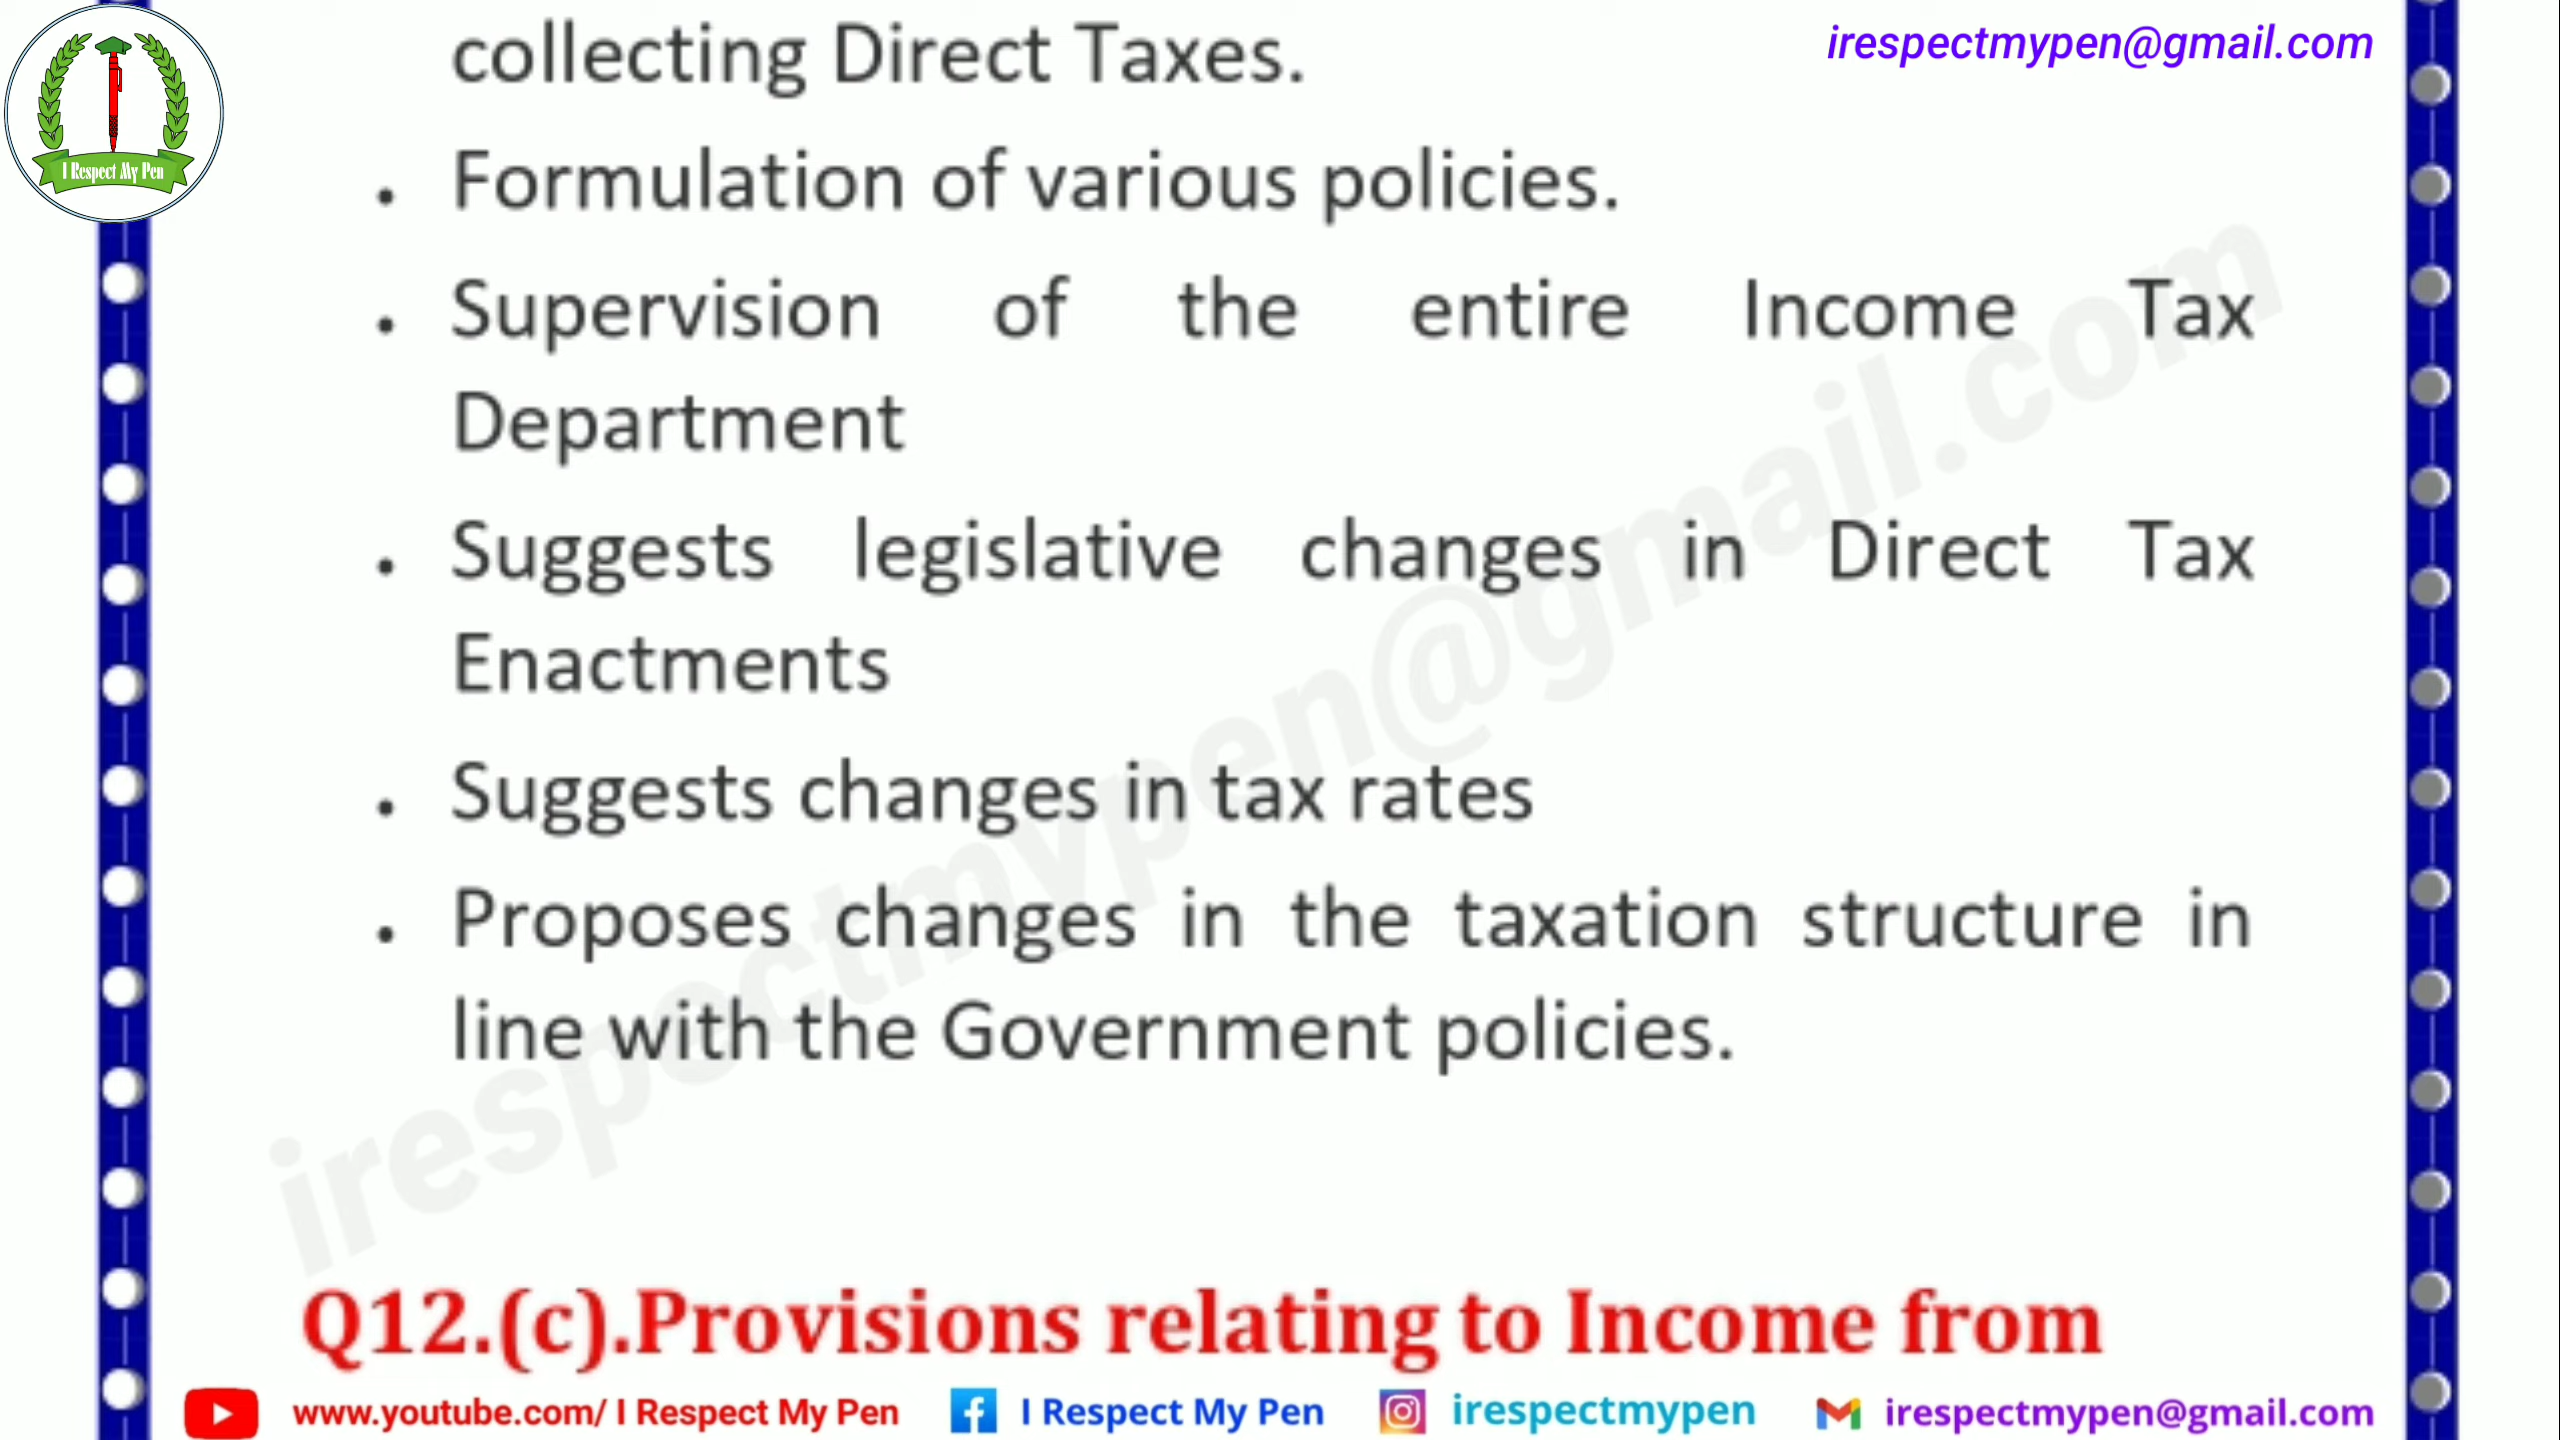 collecting Direct Taxes.
irespectmypen@gmail.com
I Respect My Pen
• Formulation of various policies.
• Supervision of the entire Income Tax
Department
• Suggests legislative changes in Direct Tax
Enactments
• Suggests changes in tax rates
• Proposes changes in the taxation structure in
line with the Government policies.
irespectmypen@gmail.com
Q12.(c).Provisions relating to Income from
www.youtube.com/ I Respect My Pen I Respect My Pen irespectmypen irespectmypen@gmail.com